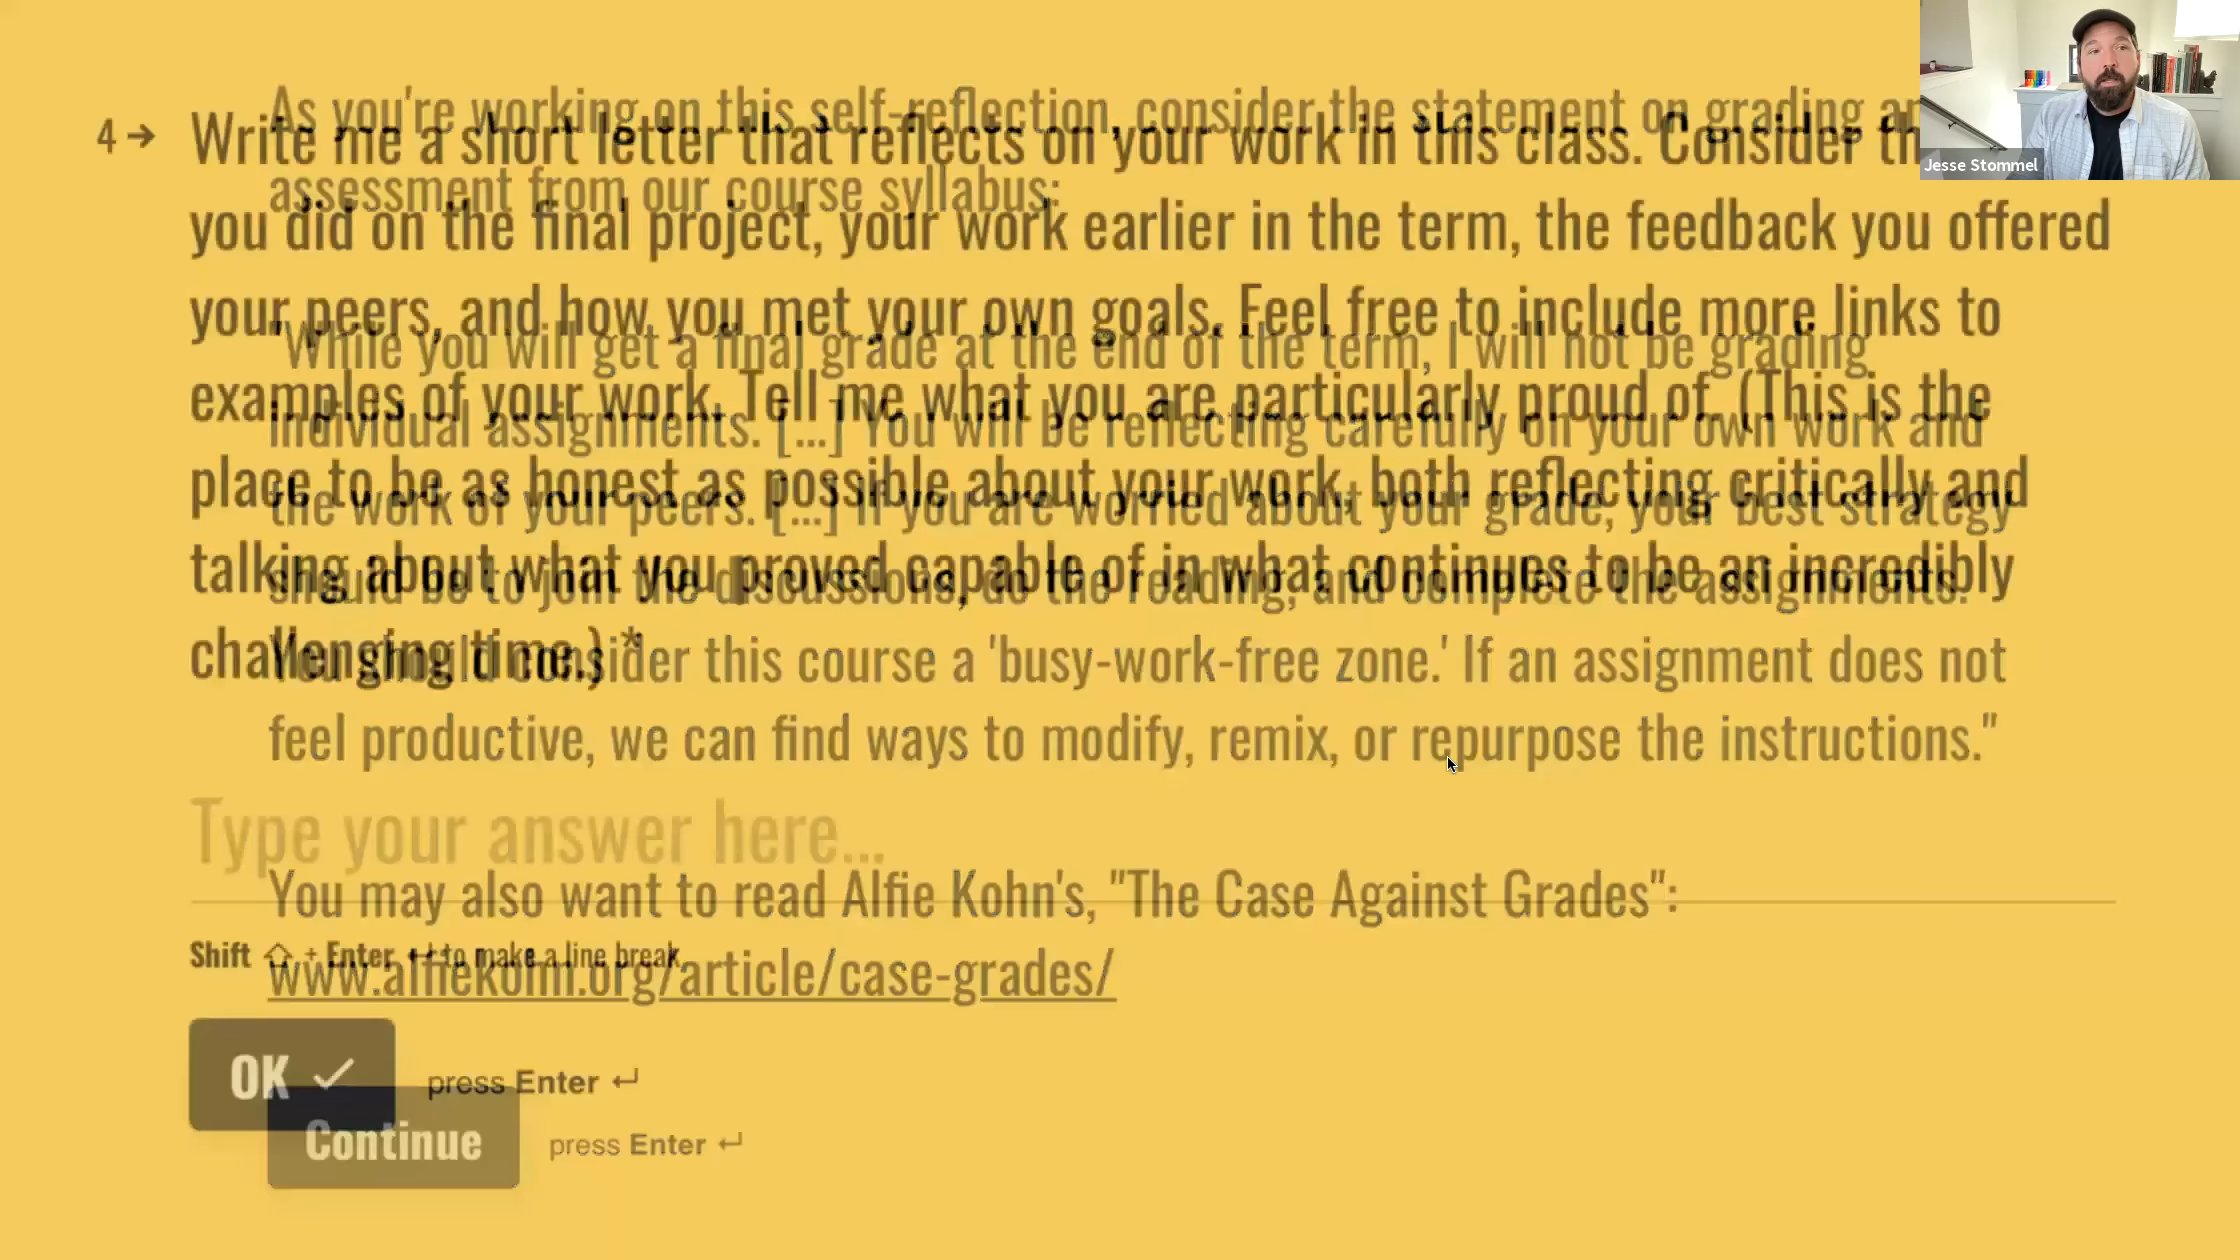 4 → Write me a short letter that reflects on your work in this class. Consider th
you did on the final project, your work earlier in the term, the feedback you offered
your peers, and how you met your own goals. Feel free to include more links to
examples of your work. Tell me what you are particularly proud of. (This is the
place to be as honest as possible about your work, both reflecting critically and
talking about what you proved capable of in what continues to be an incredibly
challenging time.) *
Type your answer here...
Shift ⇧ + Enter ↵ to make a line break
OK ✓ press Enter ↵
As you're working on this self-reflection, consider the statement on grading an
assessment from our course syllabus:
"While you will get a final grade at the end of the term, I will not be grading
individual assignments. [...] You will be reflecting carefully on your own work and
the work of your peers. [...] If you are worried about your grade, your best strategy
should be to join the discussions, do the reading, and complete the assignments.
You should consider this course a 'busy-work-free zone.' If an assignment does not
feel productive, we can find ways to modify, remix, or repurpose the instructions."
You may also want to read Alfie Kohn's, "The Case Against Grades":
www.alfiekohn.org/article/case-grades/
Continue press Enter ↵
Jesse Stommel